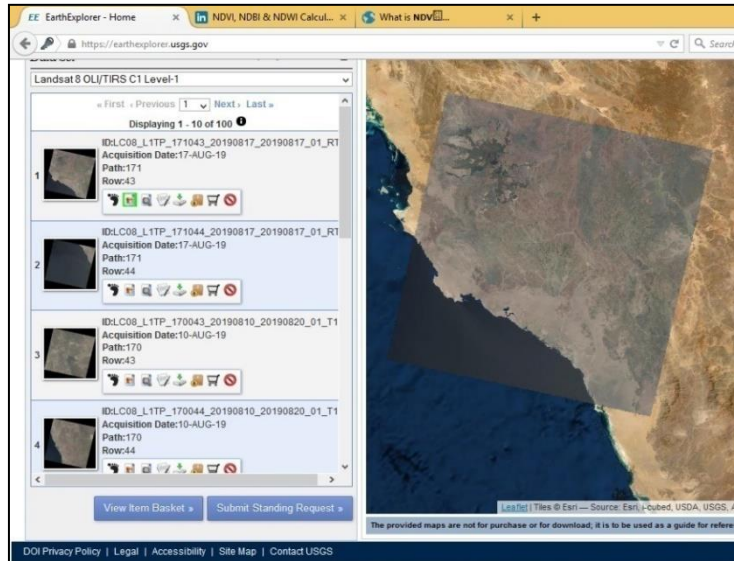 EE EarthExplorer - Home
NDVI, NDBI & NDWI Calcul...
What is NDV
https://earthexplorer.usgs.gov
Search
Landsat 8 OLI/TIRS C1 Level-1
« First ‹ Previous 1 Next › Last »
Displaying 1 - 10 of 100
1
ID:LC08_L1TP_171043_20190817_20190817_01_RT
Acquisition Date:17-AUG-19
Path:171
Row:43
2
ID:LC08_L1TP_171044_20190817_20190817_01_RT
Acquisition Date:17-AUG-19
Path:171
Row:44
3
ID:LC08_L1TP_170043_20190810_20190820_01_T1
Acquisition Date:10-AUG-19
Path:170
Row:43
4
ID:LC08_L1TP_170044_20190810_20190820_01_T1
Acquisition Date:10-AUG-19
Path:170
Row:44
View Item Basket »
Submit Standing Request »
Leaflet | Tiles © Esri — Source: Esri, i-cubed, USDA, USGS, A
The provided maps are not for purchase or for download; it is to be used as a guide for refere
DOI Privacy Policy | Legal | Accessibility | Site Map | Contact USGS